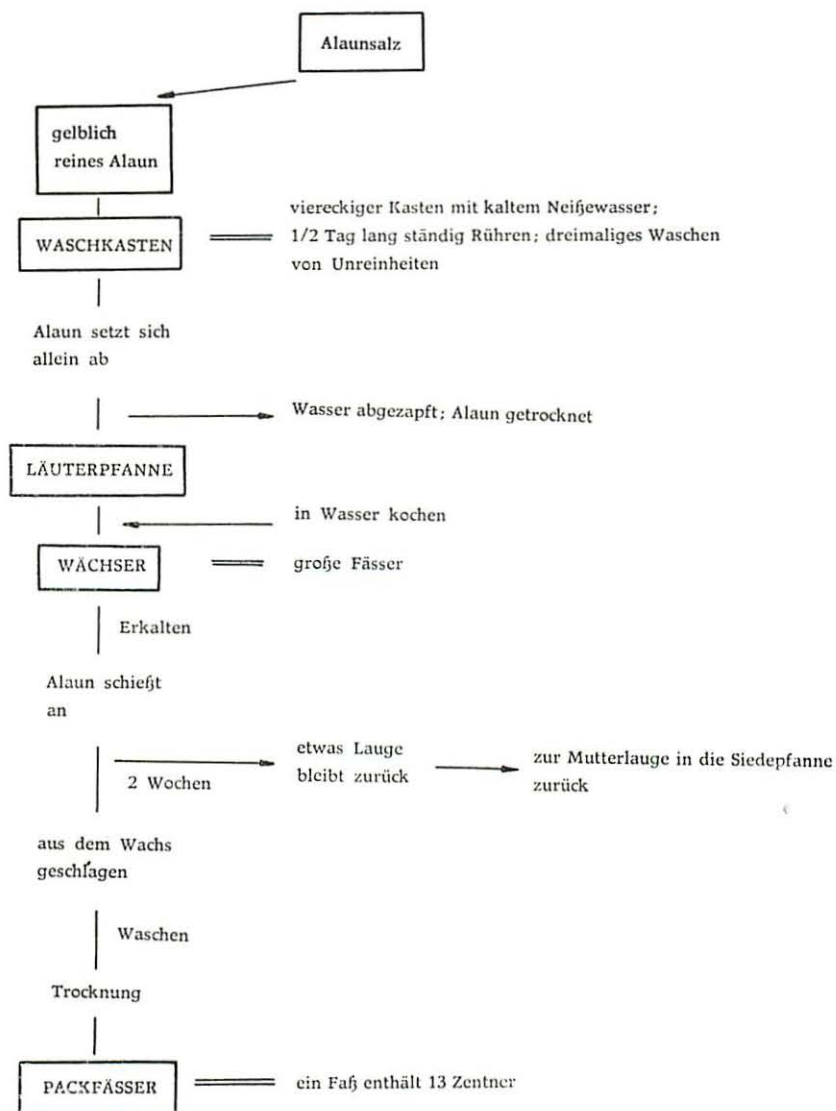 Alaunsalz
gelblich
reines Alaun
WASCHKASTEN
viereckiger Kasten mit kaltem Neißewasser;
1/2 Tag lang ständig Rühren; dreimaliges Waschen
von Unreinheiten
Alaun setzt sich
allein ab
Wasser abgezapft; Alaun getrocknet
LÄUTERPFANNE
in Wasser kochen
WÄCHSER
große Fässer
Erkalten
Alaun schießt
an
2 Wochen
etwas Lauge
bleibt zurück
zur Mutterlauge in die Siedepfanne
zurück
aus dem Wachs
geschlagen
Waschen
Trocknung
PACKFÄSSER
ein Faß enthält 13 Zentner